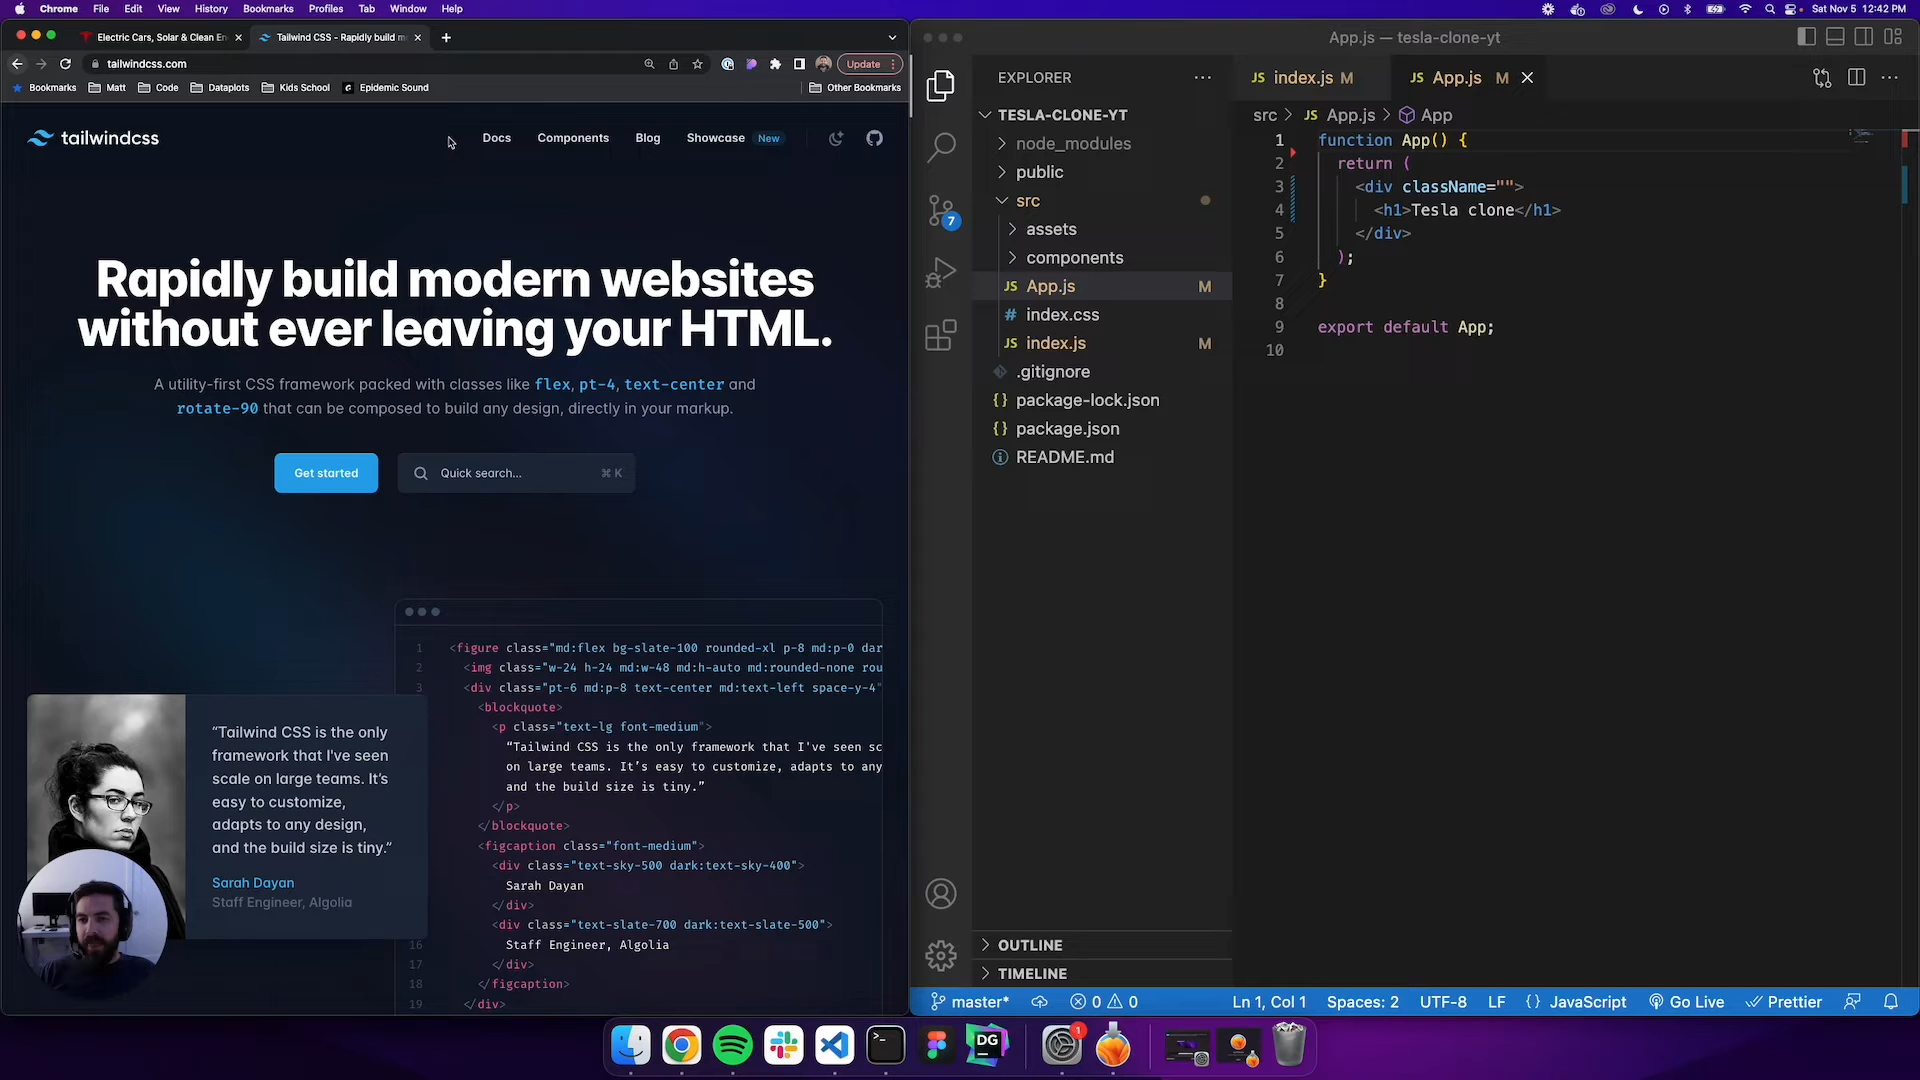 Chrome File Edit View History Bookmarks Profiles Tab Window Help
Sat Nov 5 12:42 PM
Electric Cars, Solar & Clean En
Tailwind CSS - Rapidly build m
tailwindcss.com
Update
Bookmarks Matt Code Dataplots Kids School Epidemic Sound Other Bookmarks
tailwindcss
Docs Components Blog Showcase New
Rapidly build modern websites
without ever leaving your HTML.
A utility-first CSS framework packed with classes like flex, pt-4, text-center and
rotate-90 that can be composed to build any design, directly in your markup.
Get started
Quick search... ⌘ K
“Tailwind CSS is the only
framework that I've seen
scale on large teams. It’s
easy to customize,
adapts to any design,
and the build size is tiny.”
Sarah Dayan
Staff Engineer, Algolia
1 <figure class="md:flex bg-slate-100 rounded-xl p-8 md:p-0 dar
2 <img class="w-24 h-24 md:w-48 md:h-auto md:rounded-none rou
3 <div class="pt-6 md:p-8 text-center md:text-left space-y-4"
<blockquote>
<p class="text-lg font-medium">
“Tailwind CSS is the only framework that I've seen sc
on large teams. It’s easy to customize, adapts to any
and the build size is tiny.”
</p>
</blockquote>
<figcaption class="font-medium">
<div class="text-sky-500 dark:text-sky-400">
Sarah Dayan
</div>
<div class="text-slate-700 dark:text-slate-500">
16 Staff Engineer, Algolia
17 </div>
18 </figcaption>
19 </div>
App.js — tesla-clone-yt
EXPLORER
TESLA-CLONE-YT
node_modules
public
src
assets
components
JS App.js M
# index.css
JS index.js M
.gitignore
{} package-lock.json
{} package.json
README.md
7
OUTLINE
TIMELINE
JS index.js M
JS App.js M
src > JS App.js > App
1 function App() {
2 return (
3 <div className="">
4 <h1>Tesla clone</h1>
5 </div>
6 );
7 }
8
9 export default App;
10
master* 0 0 Ln 1, Col 1 Spaces: 2 UTF-8 LF {} JavaScript Go Live Prettier
DG
1